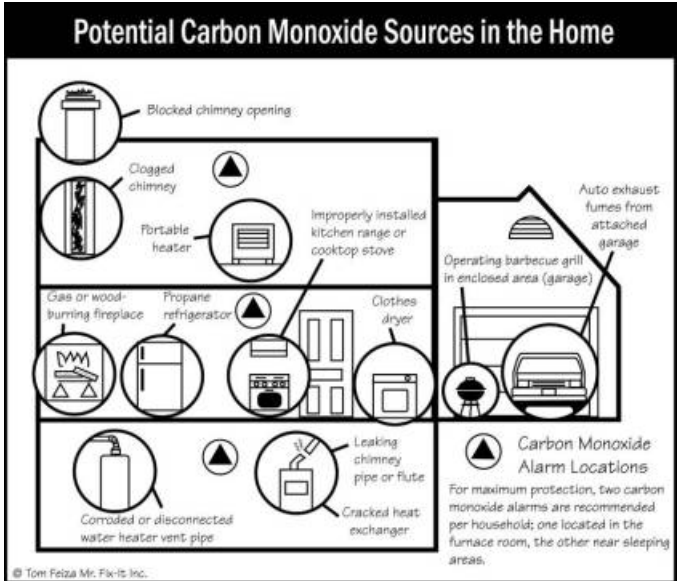 Potential Carbon Monoxide Sources in the Home
Blocked chimney opening
Clogged
chimney
Portable
heater
Improperly installed
kitchen range or
cooktop stove
Auto exhaust
fumes from
attached
garage
Operating barbecue grill
in enclosed area (garage)
Gas or wood-
burning fireplace
Propane
refrigerator
Clothes
dryer
Corroded or disconnected
water heater vent pipe
Leaking
chimney
pipe or flute
Cracked heat
exchanger
Carbon Monoxide
Alarm Locations
For maximum protection, two carbon
monoxide alarms are recommended
per household; one located in the
furnace room, the other near sleeping
areas.
© Tom Feiza Mr. Fix-It Inc.